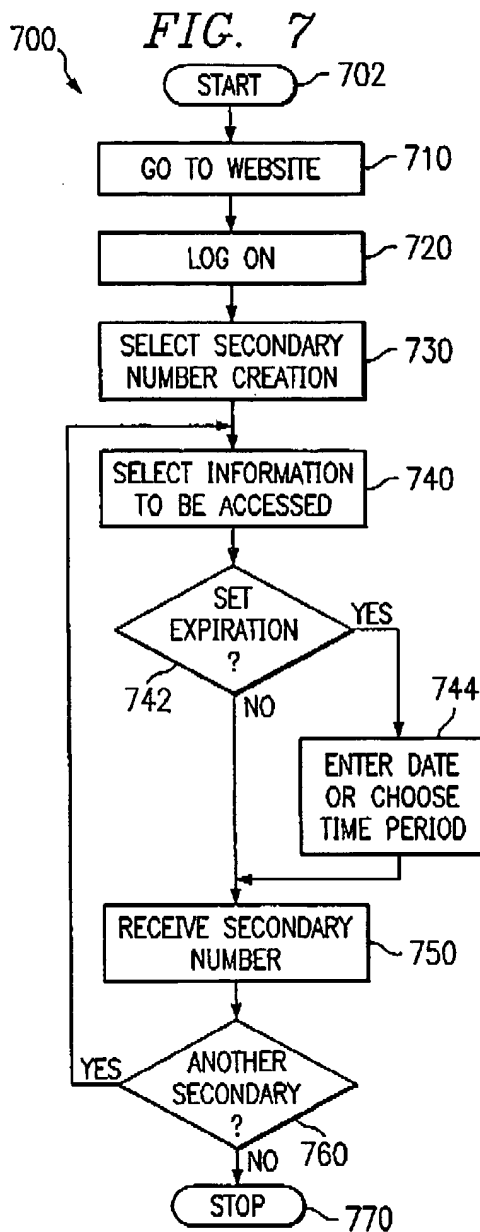 FIG. 7
700
START
702
GO TO WEBSITE
710
LOG ON
720
SELECT SECONDARY
NUMBER CREATION
730
SELECT INFORMATION
TO BE ACCESSED
740
SET
EXPIRATION
?
YES
742
NO
744
ENTER DATE
OR CHOOSE
TIME PERIOD
RECEIVE SECONDARY
NUMBER
750
YES
ANOTHER
SECONDARY
?
760
NO
STOP
770